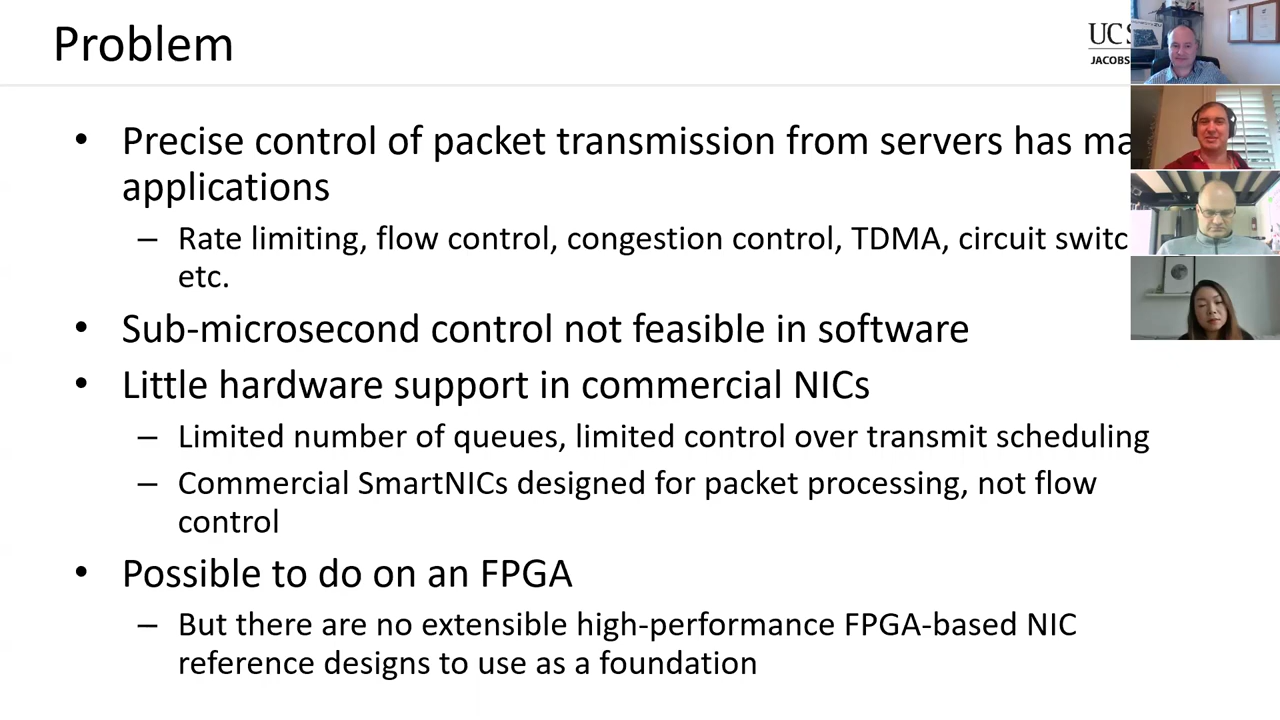 Problem
• Precise control of packet transmission from servers has
applications
– Rate limiting, flow control, congestion control, TDMA, circuit
etc.
• Sub-microsecond control not feasible in software
• Little hardware support in commercial NICs
– Limited number of queues, limited control over transmit scheduling
– Commercial SmartNICs designed for packet processing, not flow
control
• Possible to do on an FPGA
– But there are no extensible high-performance FPGA-based NIC
reference designs to use as a foundation
JACOBS